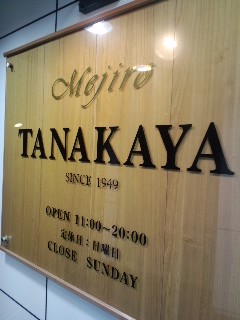 Mejiro
TANAKAYA
SINCE 1949
OPEN 11:00~20:00
定休日：日曜日
CLOSE SUNDAY